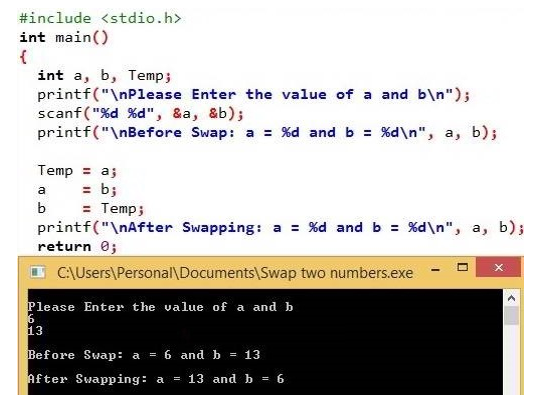 #include <stdio.h>
int main()
{
int a, b, Temp;
printf("\nPlease Enter the value of a and b\n");
scanf("%d %d", &a, &b);
printf("\nBefore Swap: a = %d and b = %d\n", a, b);
Temp = a;
a = b;
b = Temp;
printf("\nAfter Swapping: a = %d and b = %d\n", a, b);
return 0;
C:\Users\Personal\Documents\Swap two numbers.exe
Please Enter the value of a and b
6
13
Before Swap: a = 6 and b = 13
After Swapping: a = 13 and b = 6